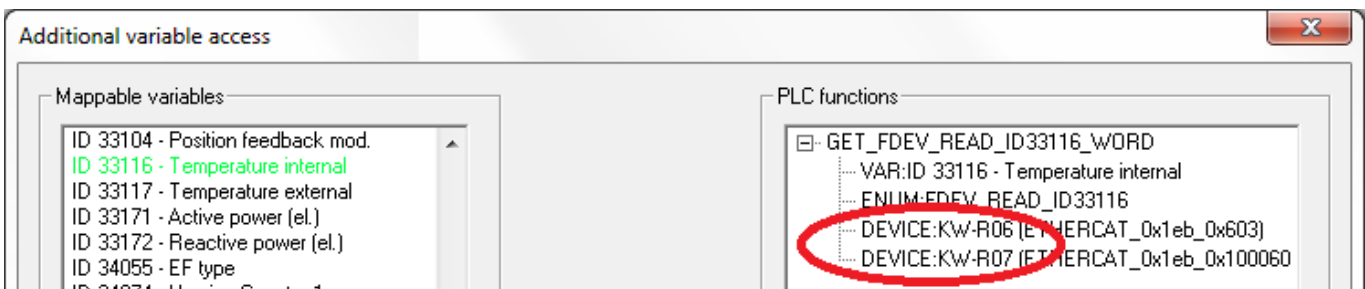 Additional variable access
Mappable variables
ID 33104 - Position feedback mod.
ID 33116 - Temperature internal
ID 33117 - Temperature external
ID 33171 - Active power (el.)
ID 33172 - Reactive power (el.)
ID 34055 - EF type
PLC functions
GET_FDEV_READ_ID33116_WORD
VAR:ID 33116 - Temperature internal
ENUM:FDEV_READ_ID33116
DEVICE:KW-R06 (ETHERCAT_0x1eb_0x603)
DEVICE:KW-R07 (ETHERCAT_0x1eb_0x100060